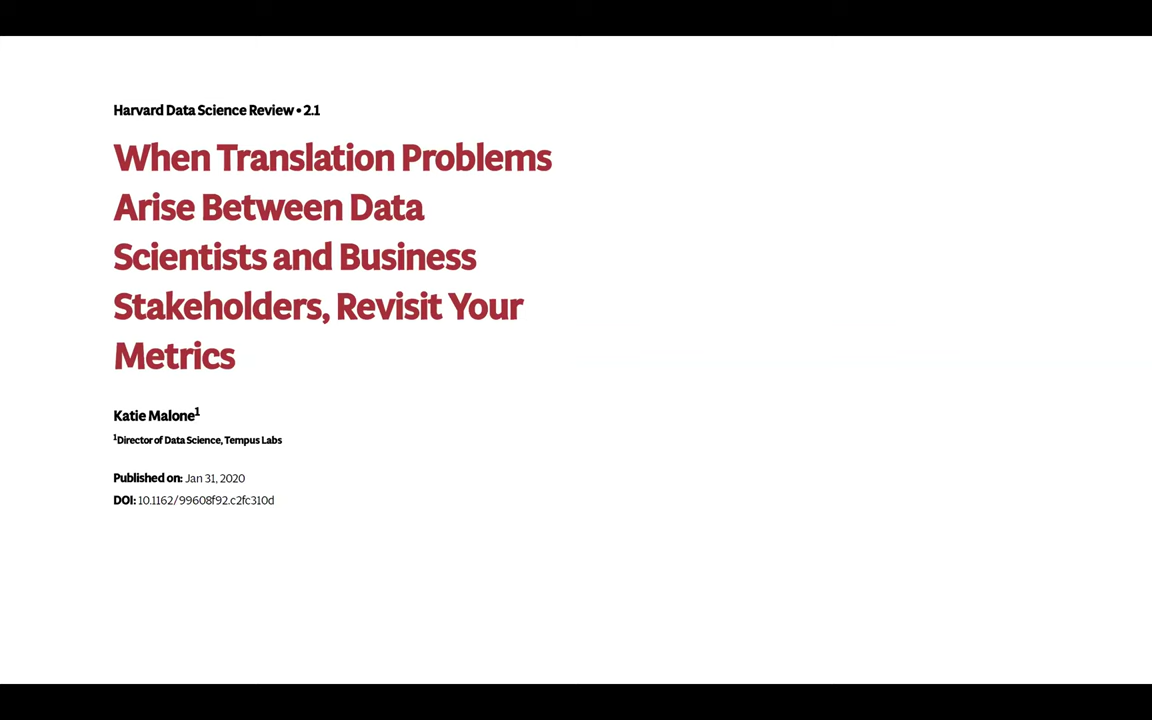 Harvard Data Science Review • 2.1
When Translation Problems
Arise Between Data
Scientists and Business
Stakeholders, Revisit Your
Metrics
Katie Malone1
1Director of Data Science, Tempus Labs
Published on: Jan 31, 2020
DOI: 10.1162/99608f92.c2fc310d